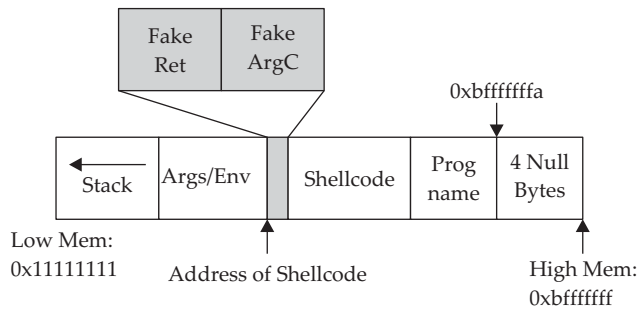 Fake
Ret
Fake
ArgC
0xbffffffa
Stack
Args/Env
Shellcode
Prog
name
4 Null
Bytes
Low Mem:
0x11111111
Address of Shellcode
High Mem:
0xbfffffff